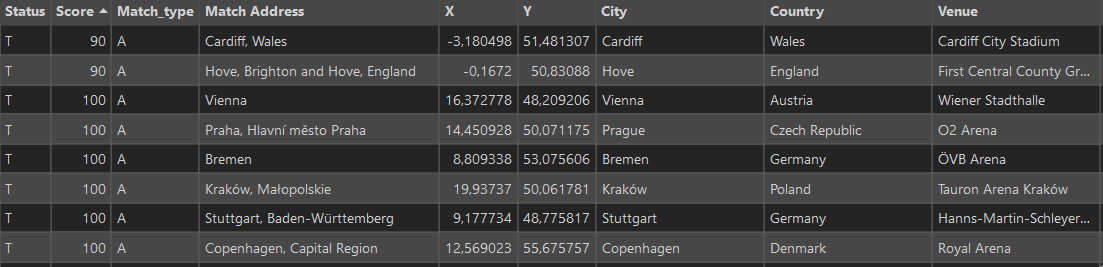 Status Score Match_type Match Address X Y City Country Venue
T 90 A Cardiff, Wales -3,180498 51,481307 Cardiff Wales Cardiff City Stadium
T 90 A Hove, Brighton and Hove, England -0,1672 50,83088 Hove England First Central County Gr...
T 100 A Vienna 16,372778 48,209206 Vienna Austria Wiener Stadthalle
T 100 A Praha, Hlavní město Praha 14,450928 50,071175 Prague Czech Republic O2 Arena
T 100 A Bremen 8,809338 53,075606 Bremen Germany ÖVB Arena
T 100 A Kraków, Małopolskie 19,93737 50,061781 Kraków Poland Tauron Arena Kraków
T 100 A Stuttgart, Baden-Württemberg 9,177734 48,775817 Stuttgart Germany Hanns-Martin-Schleyer...
T 100 A Copenhagen, Capital Region 12,569023 55,675757 Copenhagen Denmark Royal Arena